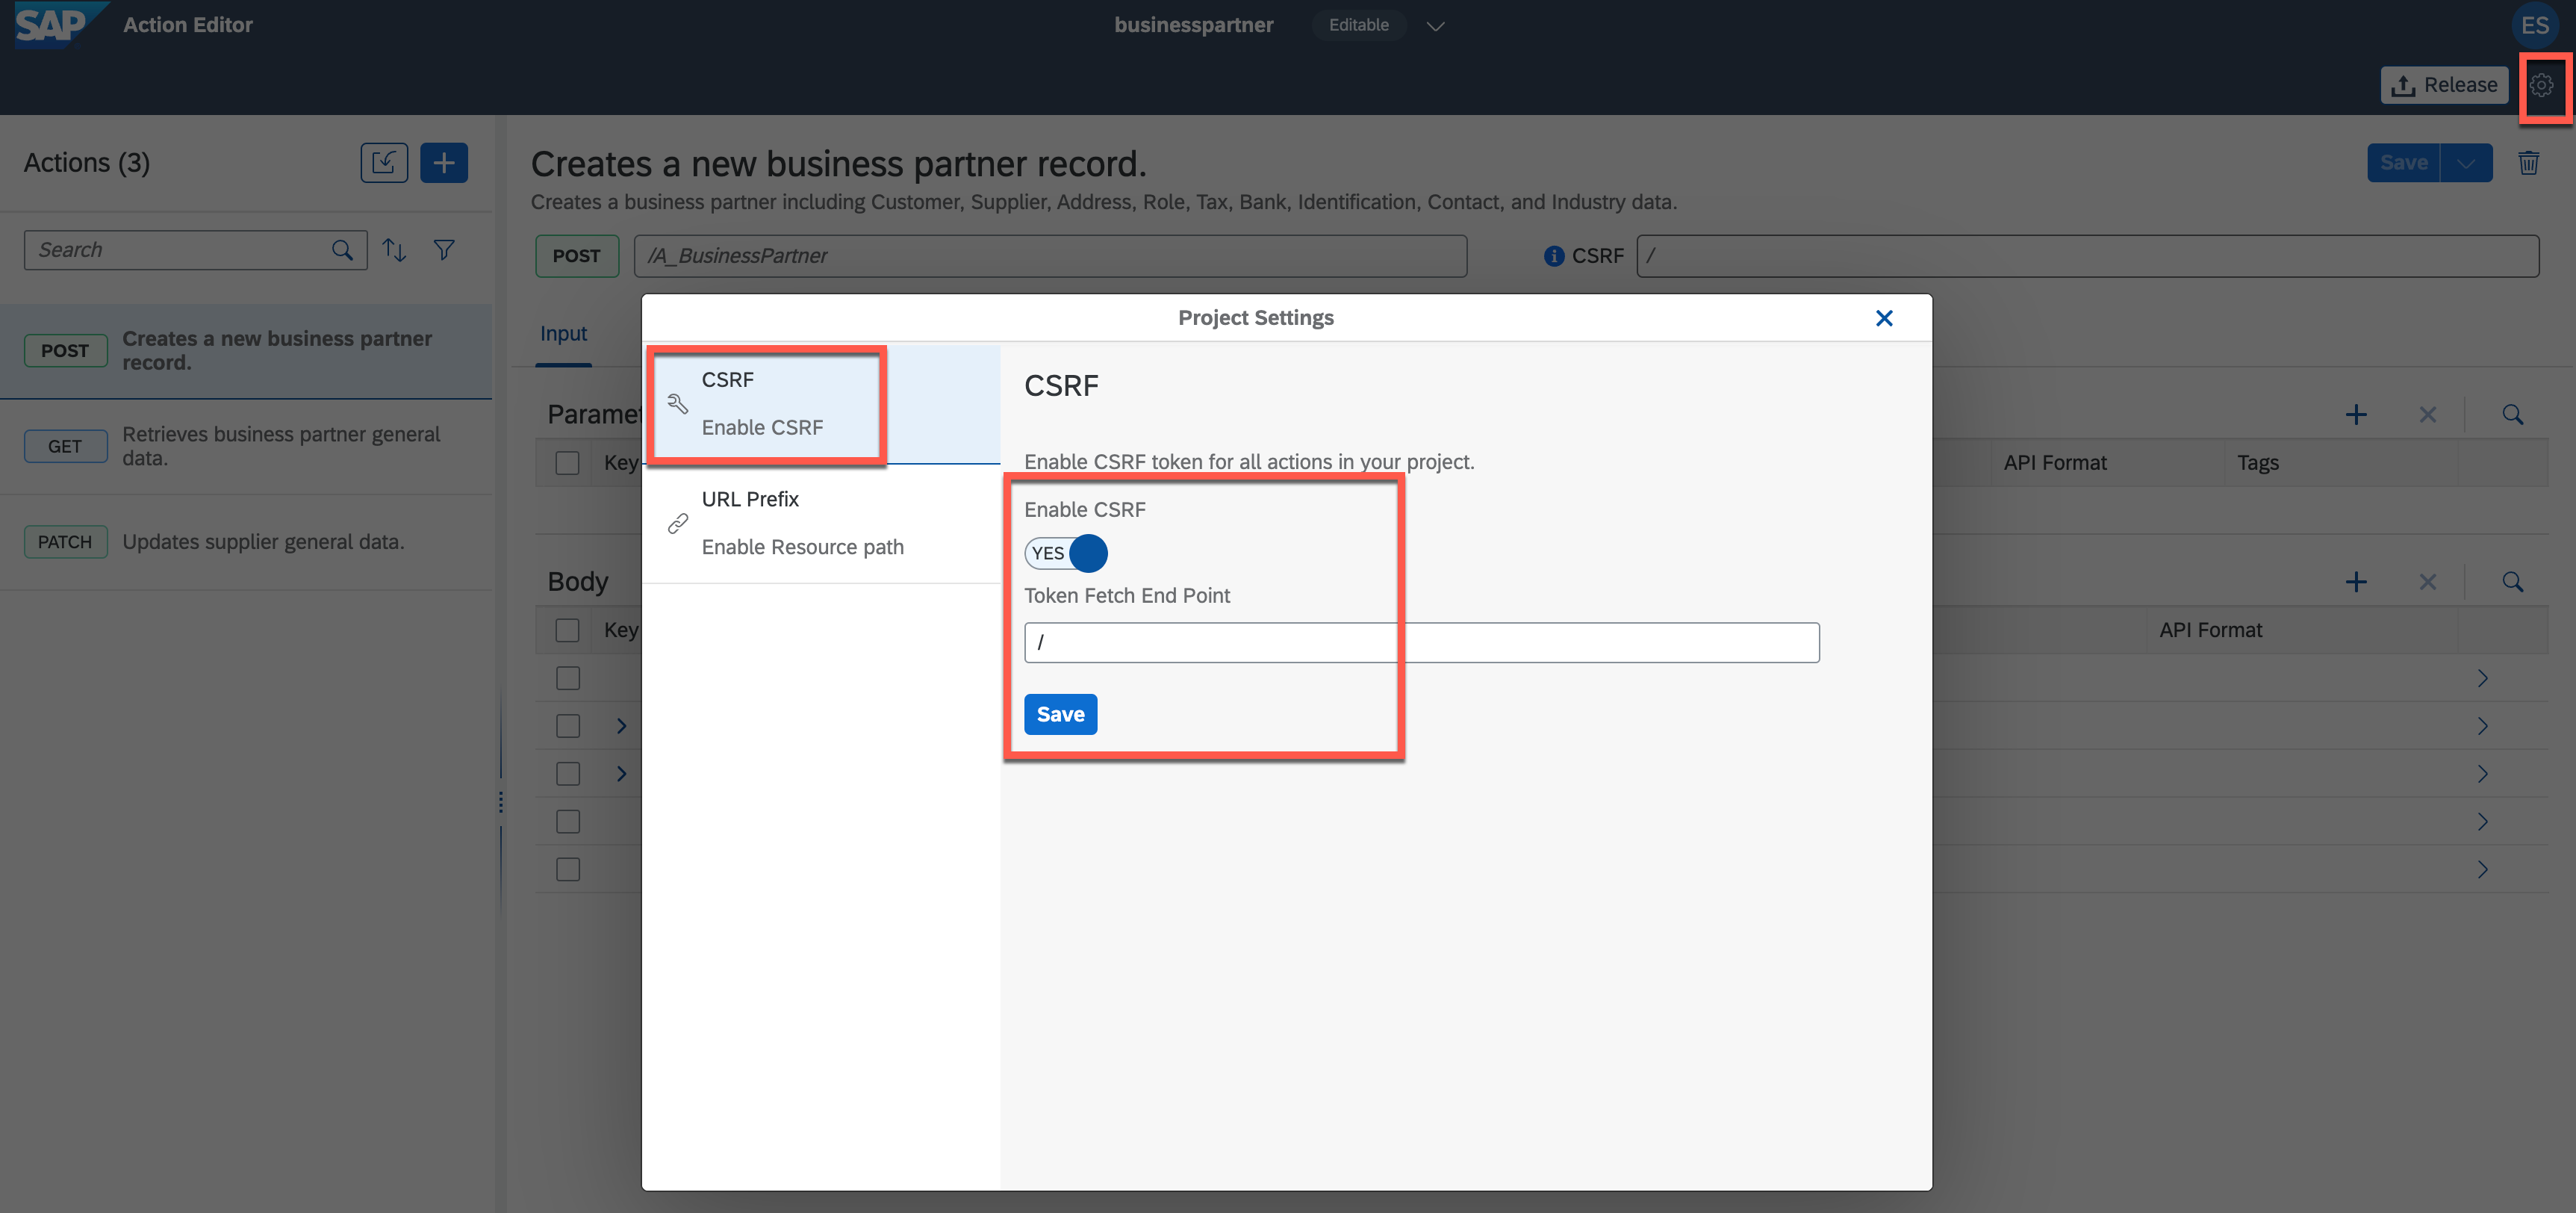 SAP Action Editor
businesspartner Editable
ES
Release
Actions (3)
Search
POST Creates a new business partner
record.
GET Retrieves business partner general
data.
PATCH Updates supplier general data.
Creates a new business partner record.
Save
Creates a business partner including Customer, Supplier, Address, Role, Tax, Bank, Identification, Contact, and Industry data.
POST /A_BusinessPartner
CSRF /
Input
Paramet
Key
API Format Tags
Body
Key
API Format
Project Settings
CSRF
Enable CSRF
URL Prefix
Enable Resource path
CSRF
Enable CSRF token for all actions in your project.
Enable CSRF
YES
Token Fetch End Point
/
Save